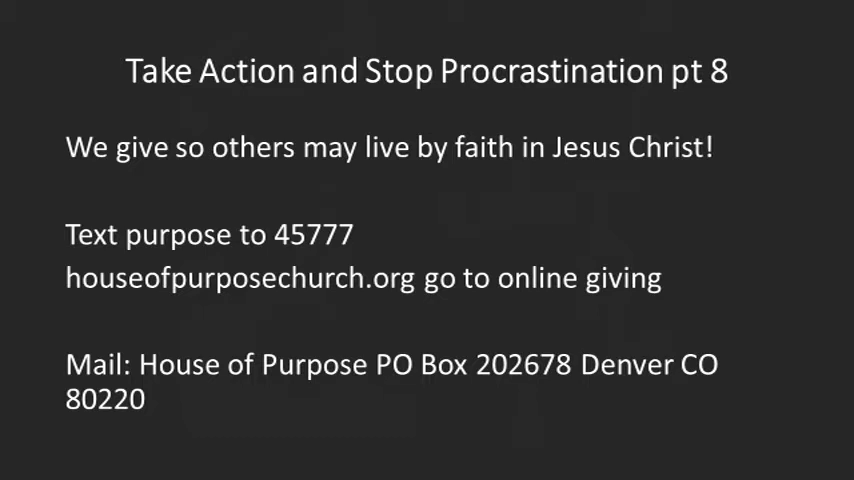 Take Action and Stop Procrastination pt 8
We give so others may live by faith in Jesus Christ!
Text purpose to 45777
houseofpurposechurch.org go to online giving
Mail: House of Purpose PO Box 202678 Denver CO
80220